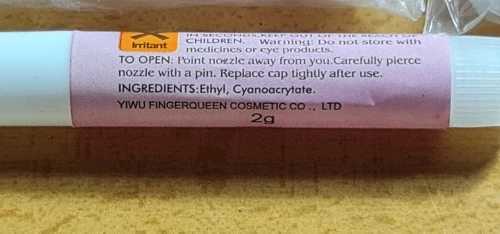 IN SECONDS,KEEP OUT OF THE REACH OF
CHILDREN. Warning: Do not store with
medicines or eye products.
Irritant
TO OPEN: Point nozzle away from you.Carefully pierce
nozzle with a pin. Replace cap tightly after use.
INGREDIENTS:Ethyl, Cyanoacrytate.
YIWU FINGERQUEEN COSMETIC CO., LTD
2g